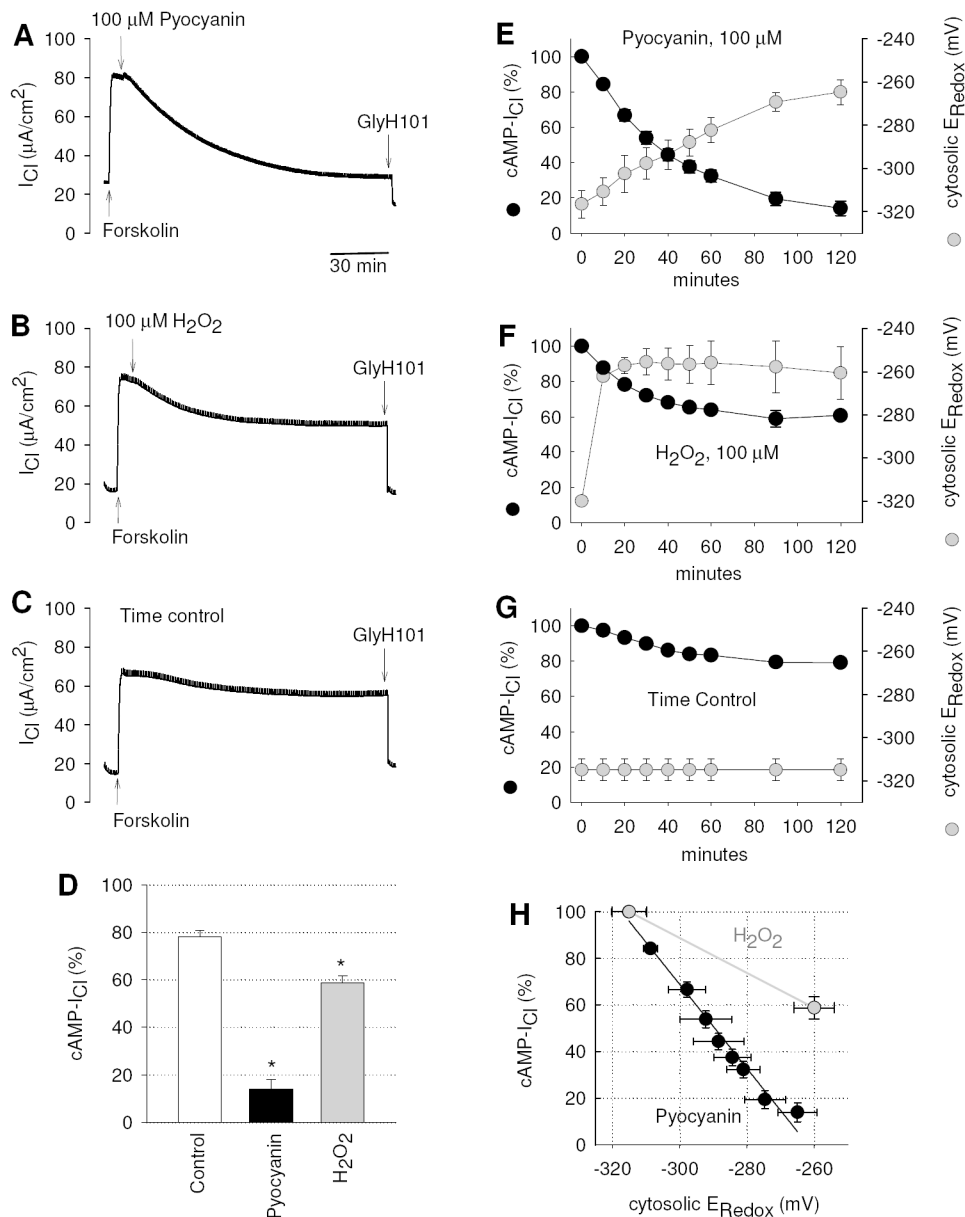 A
100 μM Pyocyanin
100
80
60
40
20
0
I_Cl (μA/cm²)
GlyH101
Forskolin
30 min
B
100 μM H₂O₂
100
80
60
40
20
0
I_Cl (μA/cm²)
GlyH101
Forskolin
C
Time control
100
80
60
40
20
0
I_Cl (μA/cm²)
GlyH101
Forskolin
D
100
80
60
40
20
0
cAMP-I_Cl (%)
*
*
Control
Pyocyanin
H₂O₂
E
Pyocyanin, 100 μM
100
80
60
40
20
0
cAMP-I_Cl (%)
-240
-260
-280
-300
-320
cytosolic E_Redox (mV)
0 20 40 60 80 100 120
minutes
F
H₂O₂, 100 μM
100
80
60
40
20
0
cAMP-I_Cl (%)
-240
-260
-280
-300
-320
cytosolic E_Redox (mV)
0 20 40 60 80 100 120
minutes
G
Time Control
100
80
60
40
20
0
cAMP-I_Cl (%)
-240
-265
-290
-315
cytosolic E_Redox (mV)
0 20 40 60 80 100 120
minutes
H
100
80
60
40
20
0
cAMP-I_Cl (%)
H₂O₂
Pyocyanin
-320 -300 -280 -260
cytosolic E_Redox (mV)